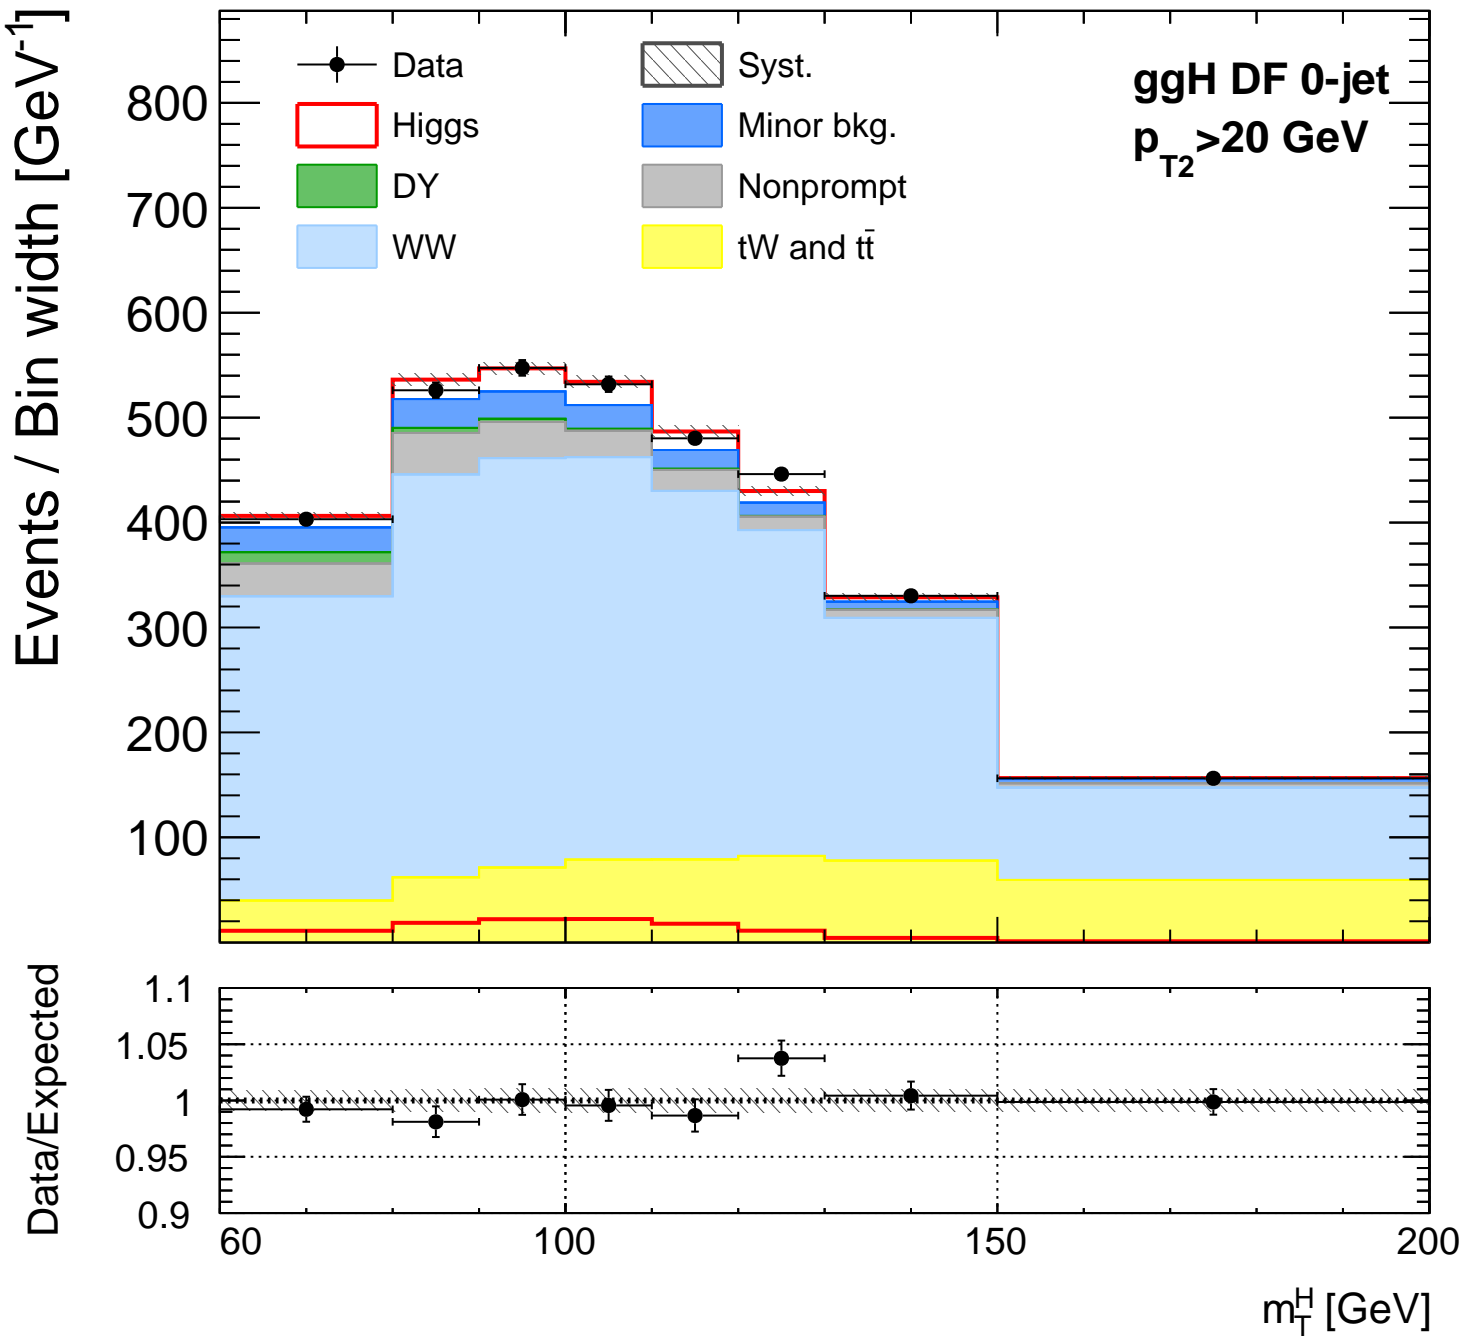 Events / Bin width [GeV⁻¹]
800
700
600
500
400
300
200
100
Data
Higgs
DY
WW
Syst.
Minor bkg.
Nonprompt
tW and tt̄
ggH DF 0-jet
p_T2>20 GeV
Data/Expected
1.1
1.05
1
0.95
0.9
60 100 150 200
m_T^H [GeV]